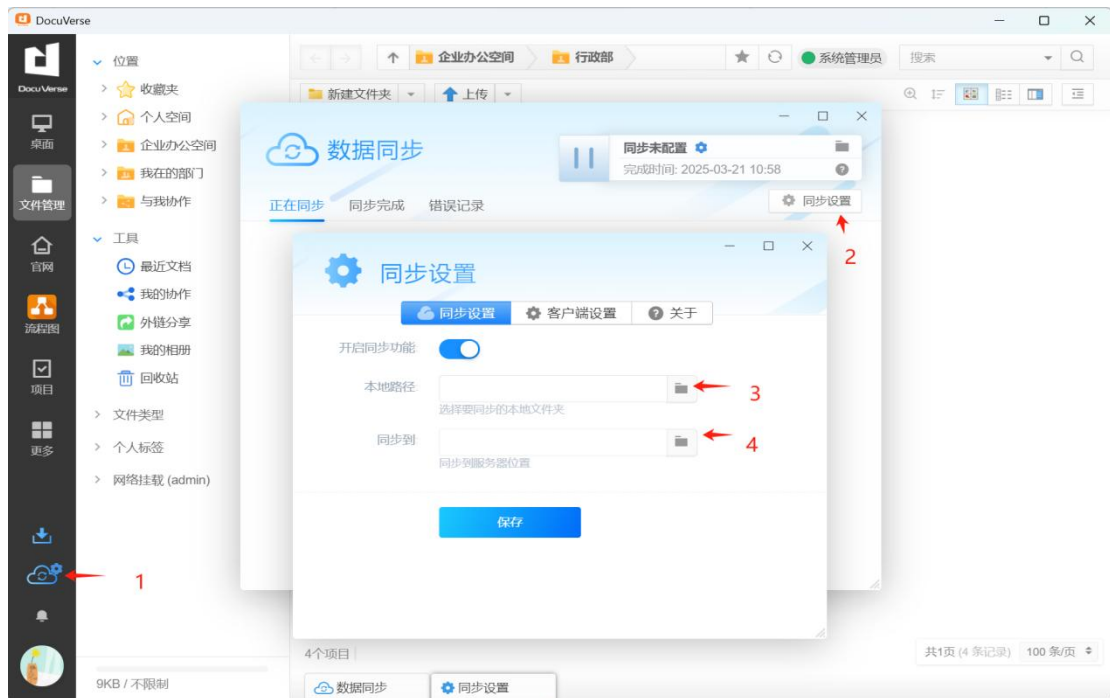 DocuVerse
DocuVerse
桌面
文件管理
官网
流程图
项目
更多
1
位置
收藏夹
个人空间
企业办公空间
我在的部门
与我协作
工具
最近文档
我的协作
外链分享
我的相册
回收站
文件类型
个人标签
网络挂载 (admin)
9KB / 不限制
企业办公空间 行政部 系统管理员 搜索
新建文件夹 上传
数据同步
同步未配置
完成时间: 2025-03-21 10:58
正在同步 同步完成 错误记录 同步设置
2
同步设置
同步设置 客户端设置 关于
开启同步功能
本地路径 3
选择要同步的本地文件夹
同步到 4
同步到服务器位置
保存
4个项目 共1页 (4 条记录) 100 条/页
数据同步 同步设置